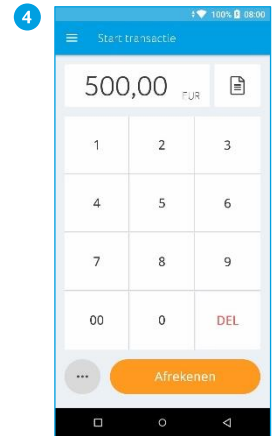 4
100% 08:00
Start transactie
500,00 EUR
1 2 3
4 5 6
7 8 9
00 0 DEL
... Afrekenen